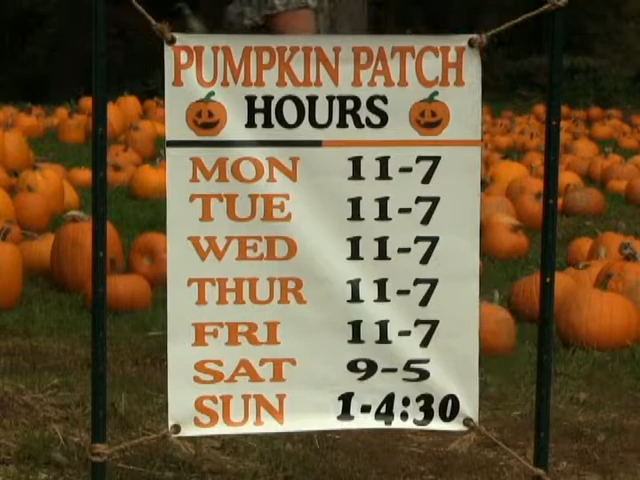 PUMPKIN PATCH
HOURS
MON 11-7
TUE 11-7
WED 11-7
THUR 11-7
FRI 11-7
SAT 9-5
SUN 1-4:30